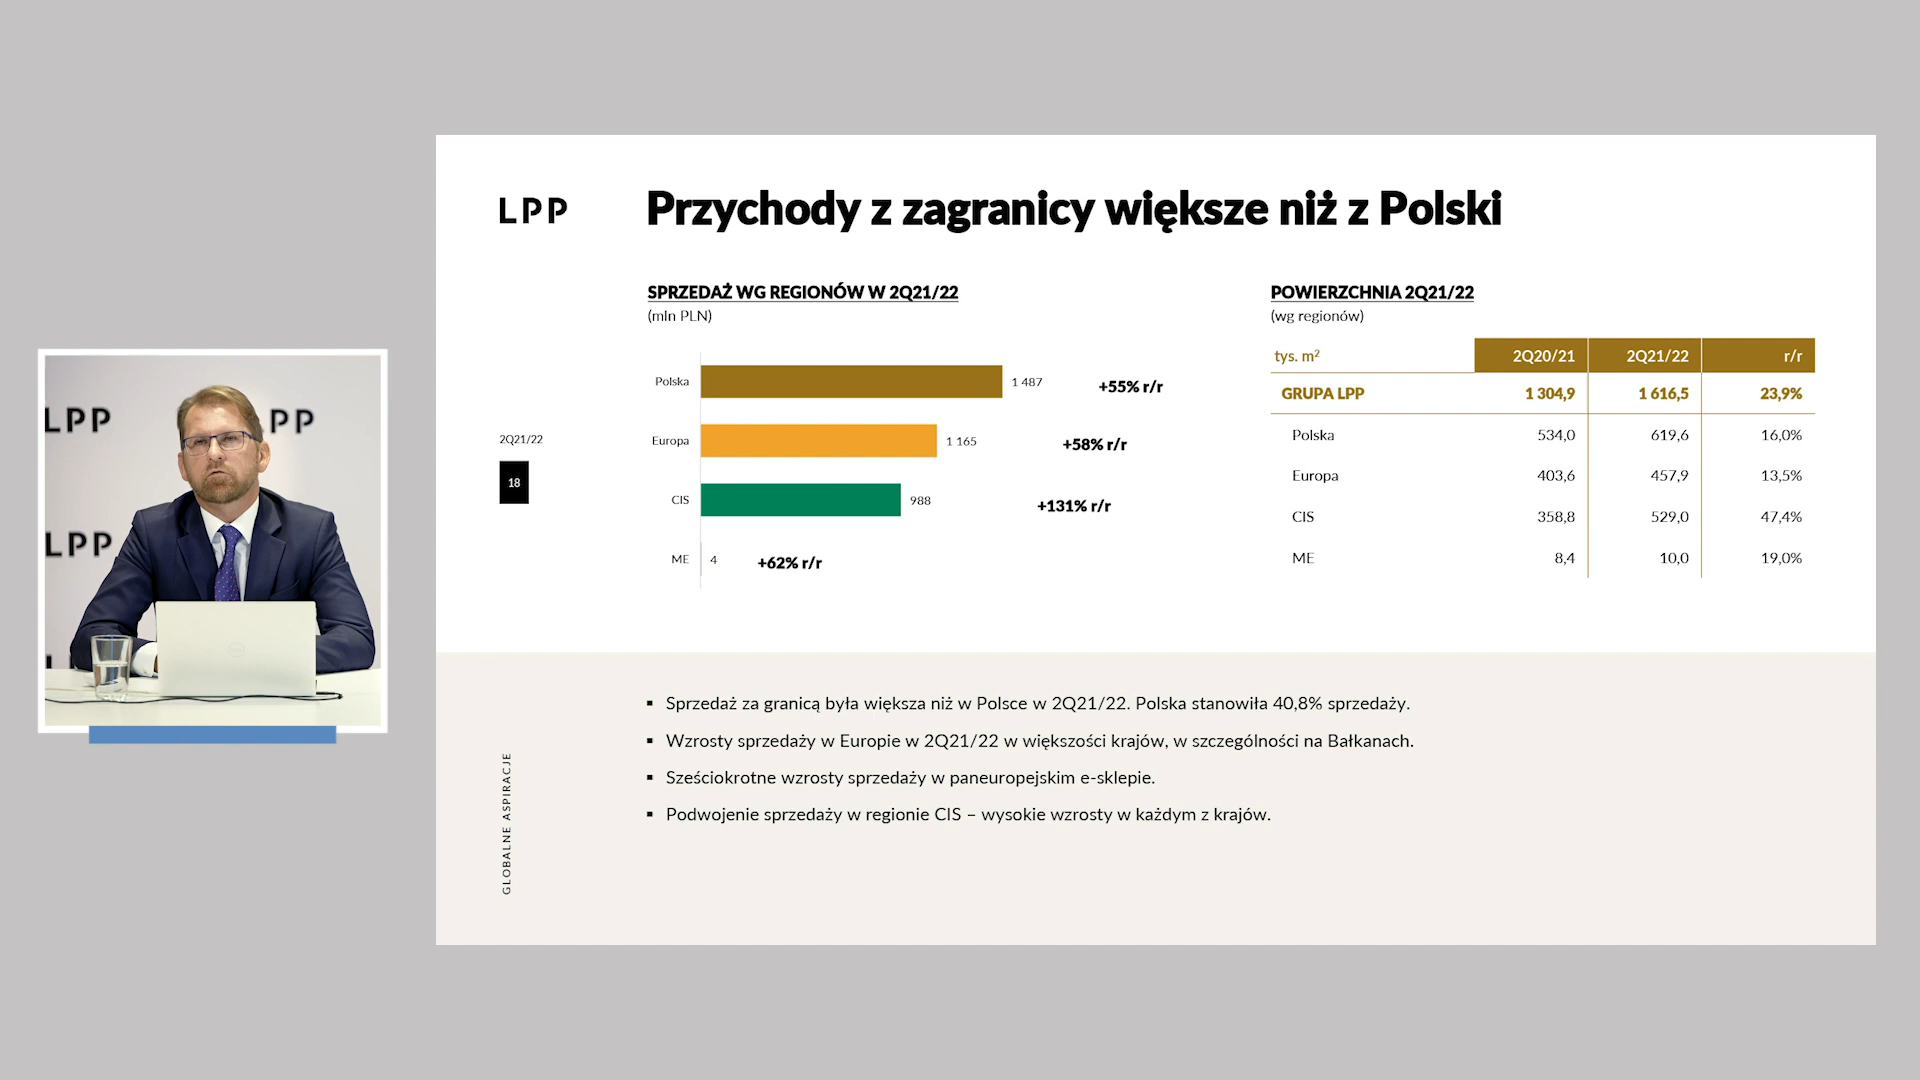 LPP
Przychody z zagranicy większe niż z Polski
SPRZEDAŻ WG REGIONÓW W 2Q21/22
(mln PLN)
Polska 1 487 +55% r/r
Europa 1 165 +58% r/r
CIS 988 +131% r/r
ME 4 +62% r/r
POWIERZCHNIA 2Q21/22
(wg regionów)
tys. m² 2Q20/21 2Q21/22 r/r
GRUPA LPP 1 304,9 1 616,5 23,9%
Polska 534,0 619,6 16,0%
Europa 403,6 457,9 13,5%
CIS 358,8 529,0 47,4%
ME 8,4 10,0 19,0%
2Q21/22
18
▪ Sprzedaż za granicą była większa niż w Polsce w 2Q21/22. Polska stanowiła 40,8% sprzedaży.
▪ Wzrosty sprzedaży w Europie w 2Q21/22 w większości krajów, w szczególności na Bałkanach.
▪ Sześciokrotne wzrosty sprzedaży w paneuropejskim e-sklepie.
▪ Podwojenie sprzedaży w regionie CIS – wysokie wzrosty w każdym z krajów.
GLOBALNE ASPIRACJE
LPP
PP
LPP